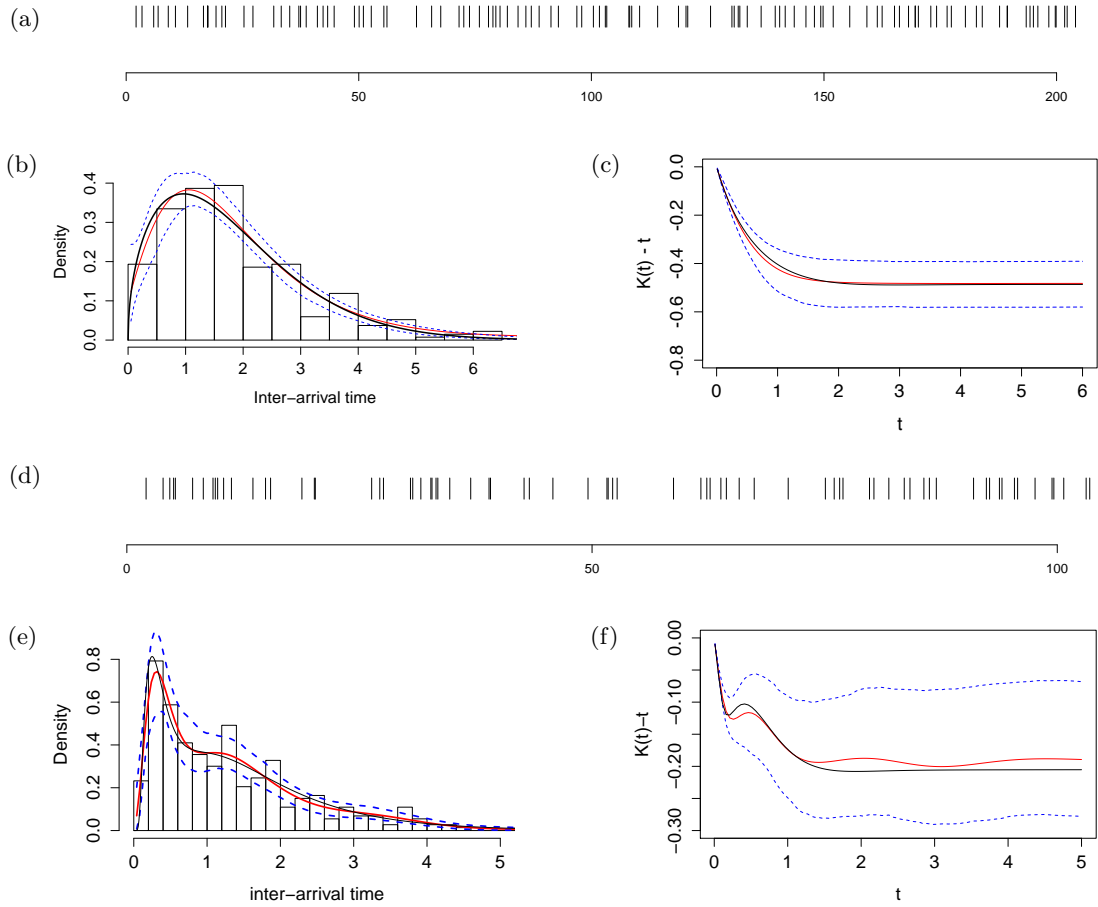 (a)
0 50 100 150 200
(b)
Density
0.0 0.1 0.2 0.3 0.4
0 1 2 3 4 5 6
Inter−arrival time
(c)
K(t) - t
0.0 -0.2 -0.4 -0.6 -0.8
0 1 2 3 4 5 6
t
(d)
0 50 100
(e)
Density
0.0 0.2 0.4 0.6 0.8
0 1 2 3 4 5
inter−arrival time
(f)
K(t)−t
0.00 −0.10 −0.20 −0.30
0 1 2 3 4 5
t